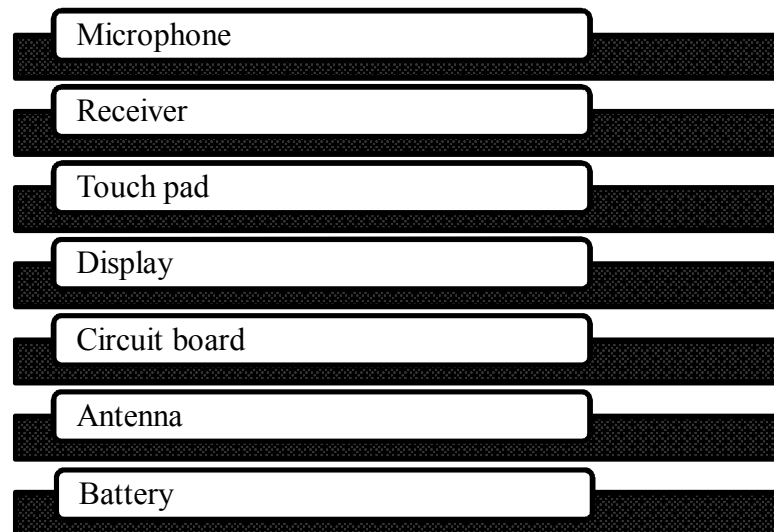 Microphone
Receiver
Touch pad
Display
Circuit board
Antenna
Battery